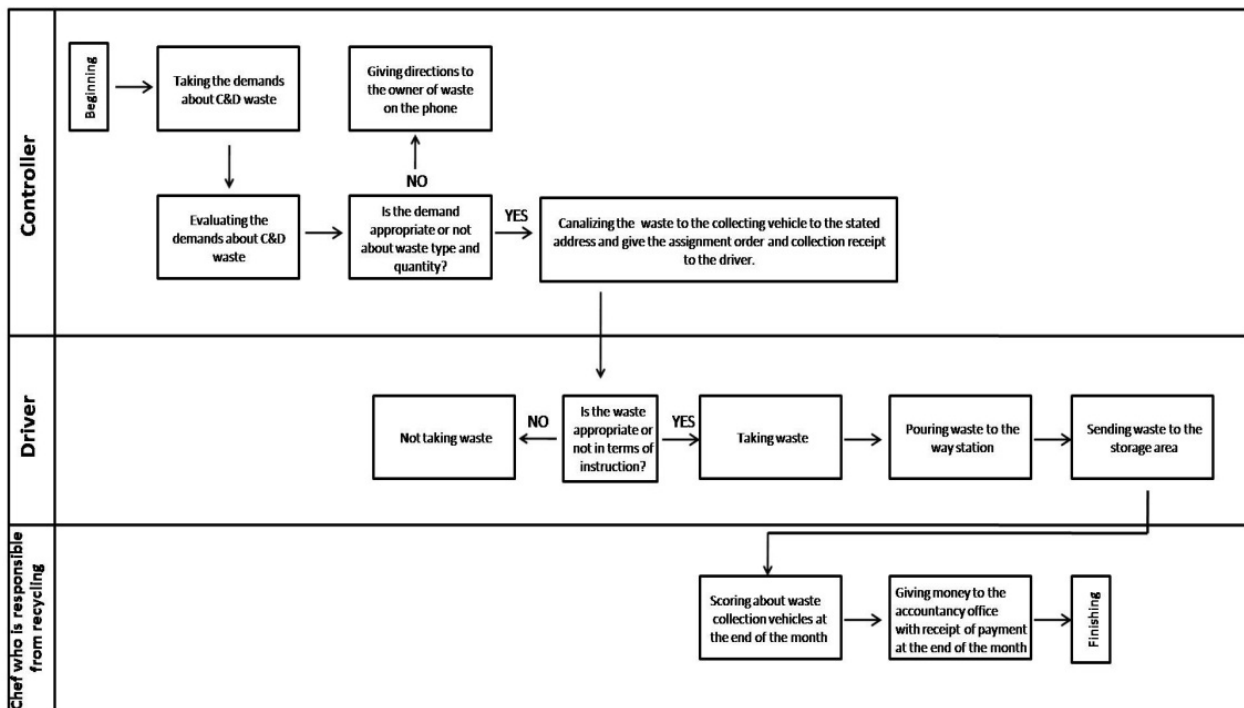 Controller
Beginning
Taking the demands
about C&D waste
Giving directions to
the owner of waste
on the phone
NO
Evaluating the
demands about C&D
waste
Is the demand
appropriate or not
about waste type and
quantity?
YES
Canalizing the waste to the collecting vehicle to the stated
address and give the assignment order and collection receipt
to the driver.
Driver
Not taking waste
NO
Is the waste
appropriate or
not in terms of
instruction?
YES
Taking waste
Pouring waste to the
way station
Sending waste to the
storage area
Chef who is responsible
from recycling
Scoring about waste
collection vehicles at
the end of the month
Giving money to the
accountancy office
with receipt of payment
at the end of the month
Finishing